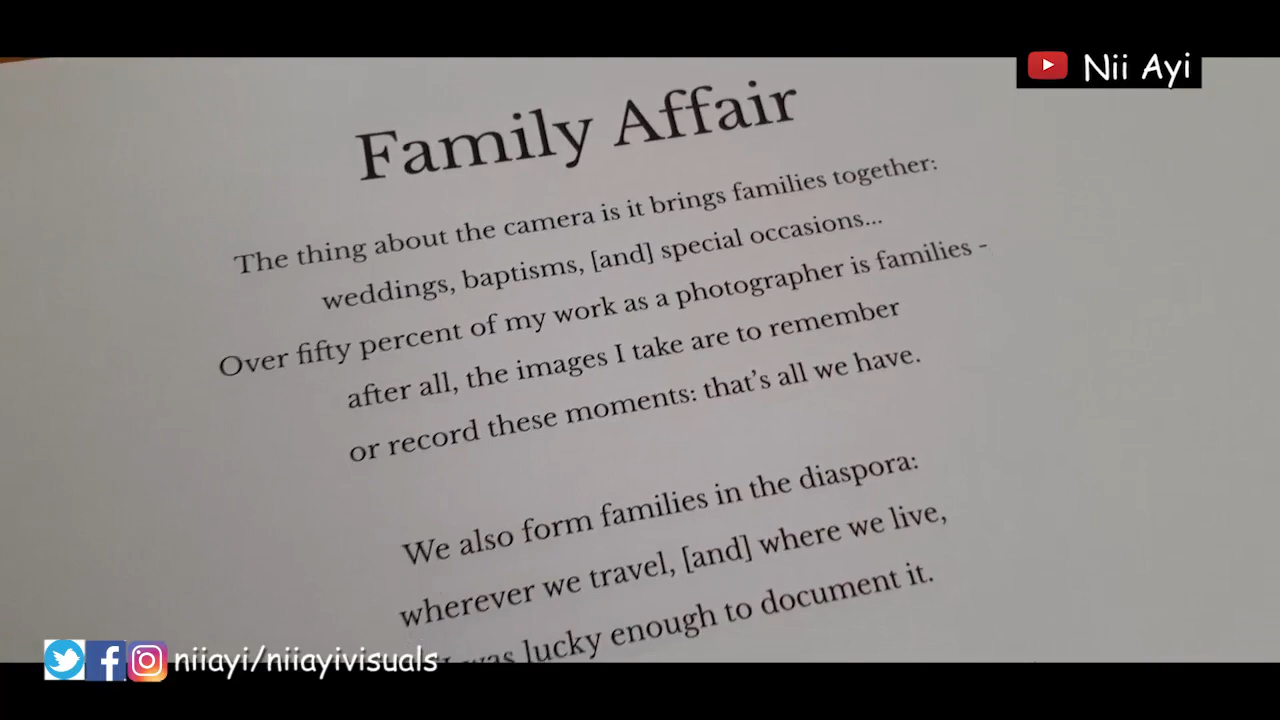 Nii Ayi
Family Affair
The thing about the camera is it brings families together:
weddings, baptisms, [and] special occasions...
Over fifty percent of my work as a photographer is families -
after all, the images I take are to remember
or record these moments: that's all we have.
We also form families in the diaspora:
wherever we travel, [and] where we live,
was lucky enough to document it.
niiayi/niiayivisuals